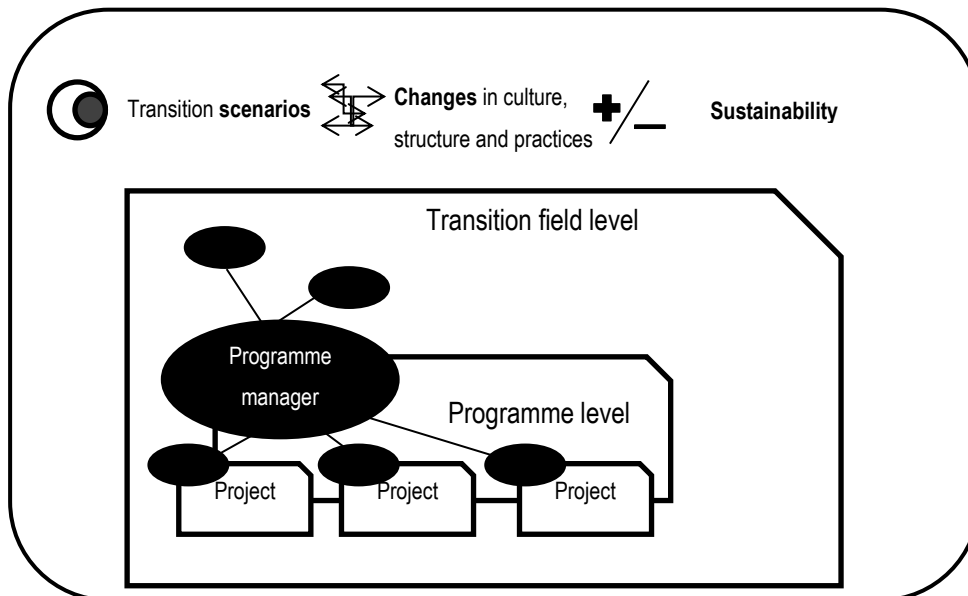 Transition scenarios
Changes in culture,
structure and practices
+/–
Sustainability
Transition field level
Programme
manager
Programme level
Project
Project
Project